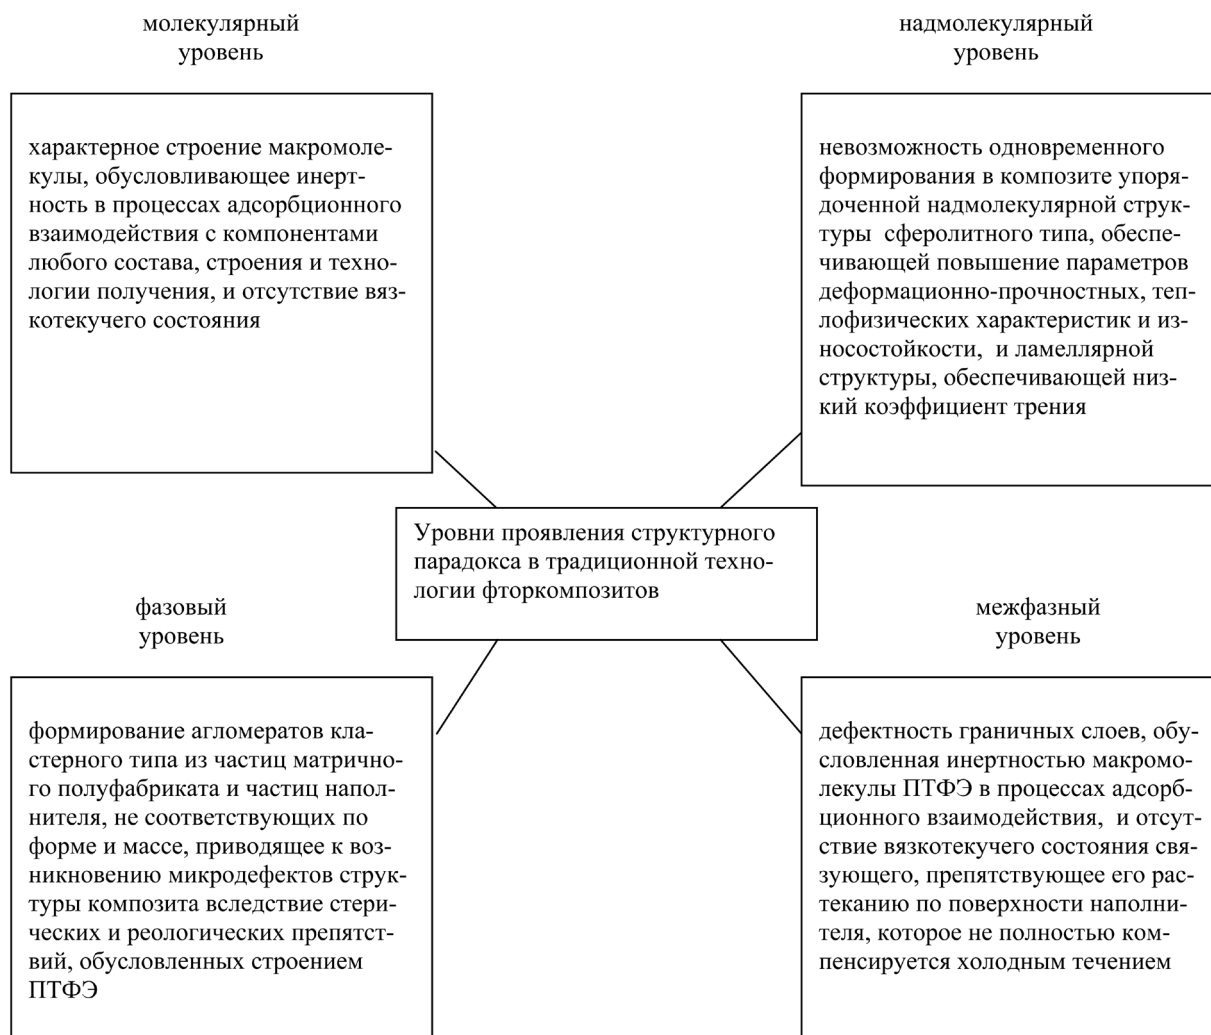 молекулярный
уровень
характерное строение макромоле-
кулы, обусловливающее инерт-
ность в процессах адсорбционного
взаимодействия с компонентами
любого состава, строения и техно-
логии получения, и отсутствие вяз-
котекучего состояния
надмолекулярный
уровень
невозможность одновременного
формирования в композите упоря-
доченной надмолекулярной струк-
туры сферолитного типа, обеспе-
чивающей повышение параметров
деформационно-прочностных, теп-
лофизических характеристик и из-
носостойкости, и ламеллярной
структуры, обеспечивающей низ-
кий коэффициент трения
Уровни проявления структурного
парадокса в традиционной техно-
логии фторкомпозитов
фазовый
уровень
формирование агломератов кла-
стерного типа из частиц матрично-
го полуфабриката и частиц напол-
нителя, не соответствующих по
форме и массе, приводящее к воз-
никновению микродефектов струк-
туры композита вследствие стери-
ческих и реологических препятст-
вий, обусловленных строением
ПТФЭ
межфазный
уровень
дефектность граничных слоев, обу-
словленная инертностью макромо-
лекулы ПТФЭ в процессах адсорб-
ционного взаимодействия, и отсут-
ствие вязкотекучего состояния свя-
зующего, препятствующее его рас-
теканию по поверхности наполни-
теля, которое не полностью ком-
пенсируется холодным течением